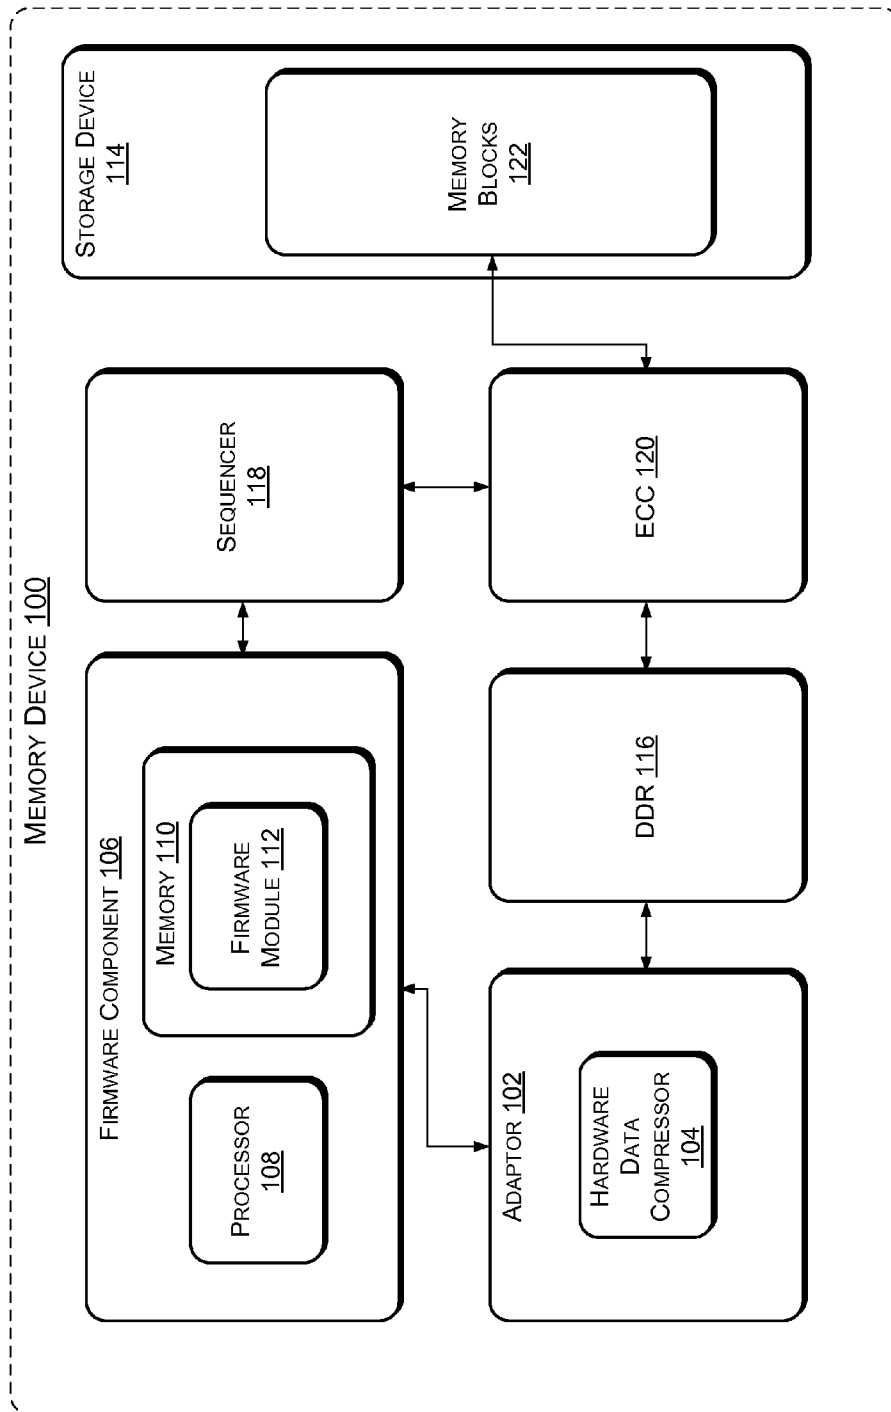 MEMORY DEVICE 100
FIRMWARE COMPONENT 106
PROCESSOR
108
MEMORY 110
FIRMWARE
MODULE 112
SEQUENCER
118
STORAGE DEVICE
114
MEMORY
BLOCKS
122
ADAPTOR 102
HARDWARE
DATA
COMPRESSOR
104
DDR 116
ECC 120